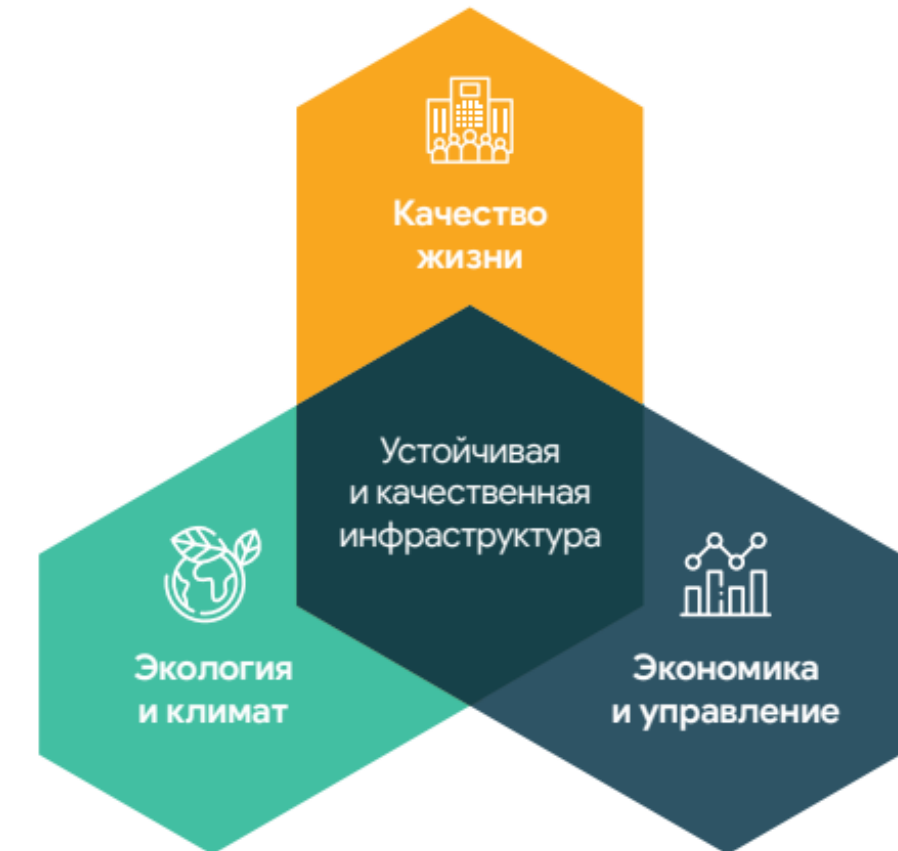 Качество
жизни
Устойчивая
и качественная
инфраструктура
Экология
и климат
Экономика
и управление